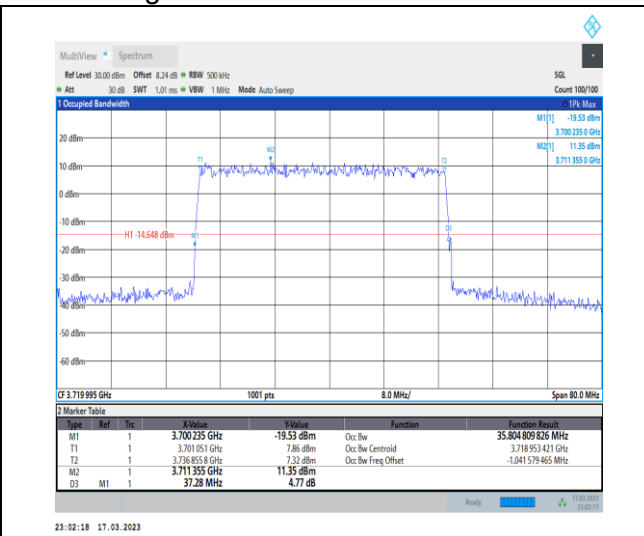 MultiView Spectrum
Ref Level 30.00 dBm Offset 8.24 dB RBW 500 kHz SGL
Att 30 dB SWT 1.01 ms VBW 1 MHz Mode Auto Sweep Count 100/100
1 Occupied Bandwidth 1Pk Max
M1[1] -19.53 dBm
3.700 235 0 GHz
M2[1] 11.35 dBm
3.711 355 0 GHz
20 dBm
M2
T1 T2
10 dBm
0 dBm
-10 dBm
D3
H1 -14.648 dBm M1
-20 dBm
-30 dBm
-40 dBm
-50 dBm
-60 dBm
CF 3.719 995 GHz 1001 pts 8.0 MHz/ Span 80.0 MHz
2 Marker Table
Type Ref Trc X-Value Y-Value Function Function Result
M1 1 3.700 235 GHz -19.53 dBm Occ Bw 35.804 809 826 MHz
T1 1 3.701 051 GHz 7.86 dBm Occ Bw Centroid 3.718 953 421 GHz
T2 1 3.736 855 8 GHz 7.32 dBm Occ Bw Freq Offset -1.041 579 465 MHz
M2 1 3.711 355 GHz 11.35 dBm
D3 M1 1 37.28 MHz 4.77 dB
Ready 17.03.2023
23:02:17
23:02:18 17.03.2023